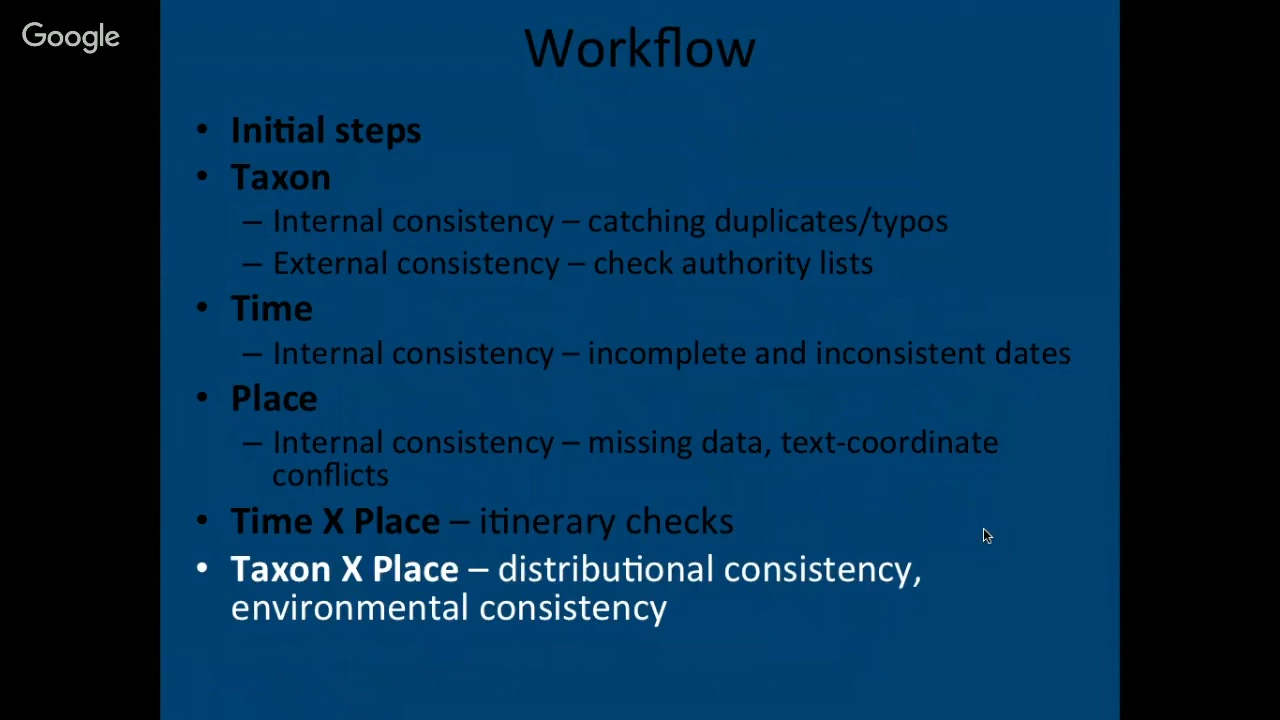 Google
Workflow
• Initial steps
• Taxon
– Internal consistency – catching duplicates/typos
– External consistency – check authority lists
• Time
– Internal consistency – incomplete and inconsistent dates
• Place
– Internal consistency – missing data, text-coordinate
conflicts
• Time X Place – itinerary checks
• Taxon X Place – distributional consistency,
environmental consistency